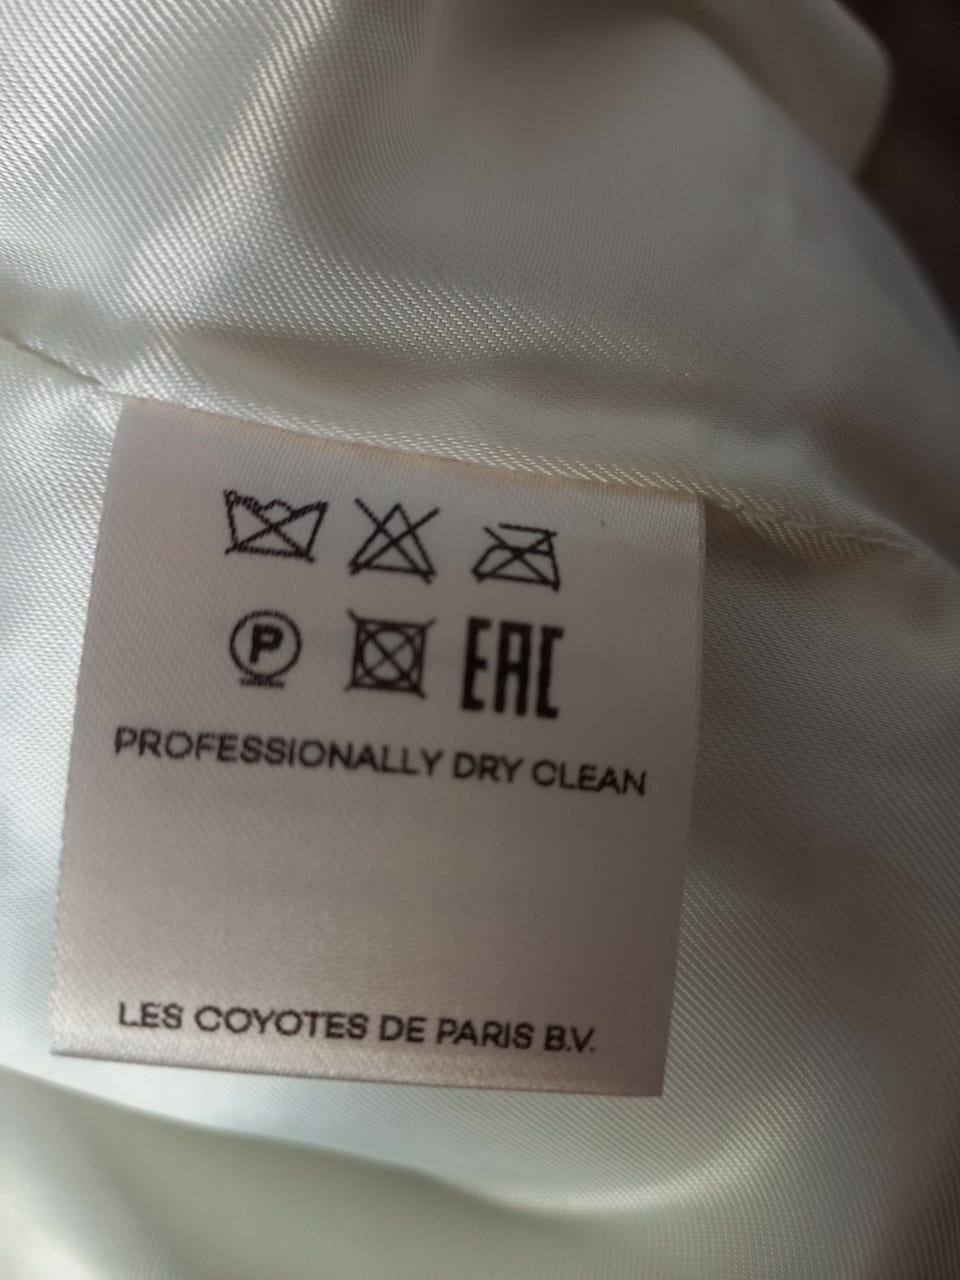 P EAC
PROFESSIONALLY DRY CLEAN
LES COYOTES DE PARIS B.V.